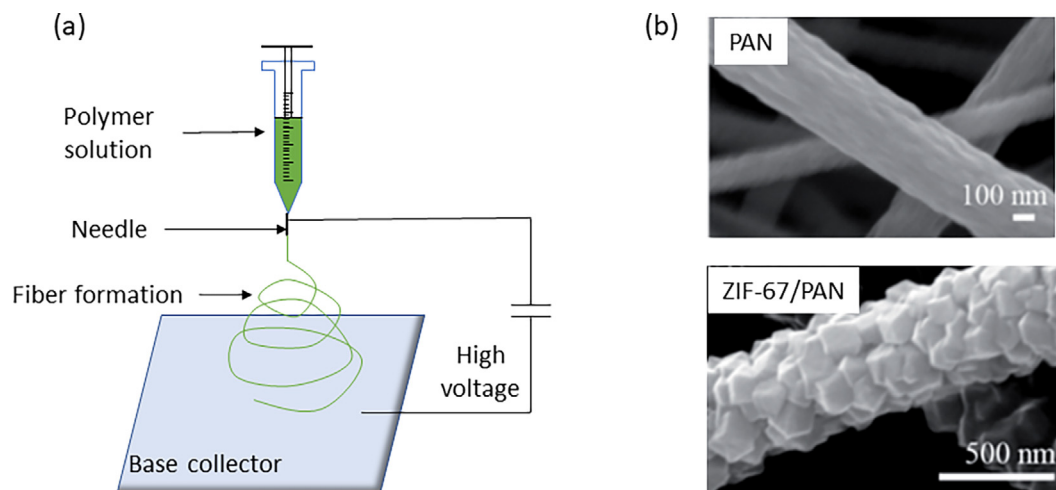 (a)
Polymer
solution
Needle
Fiber formation
High
voltage
Base collector
(b)
PAN
100 nm
ZIF-67/PAN
500 nm